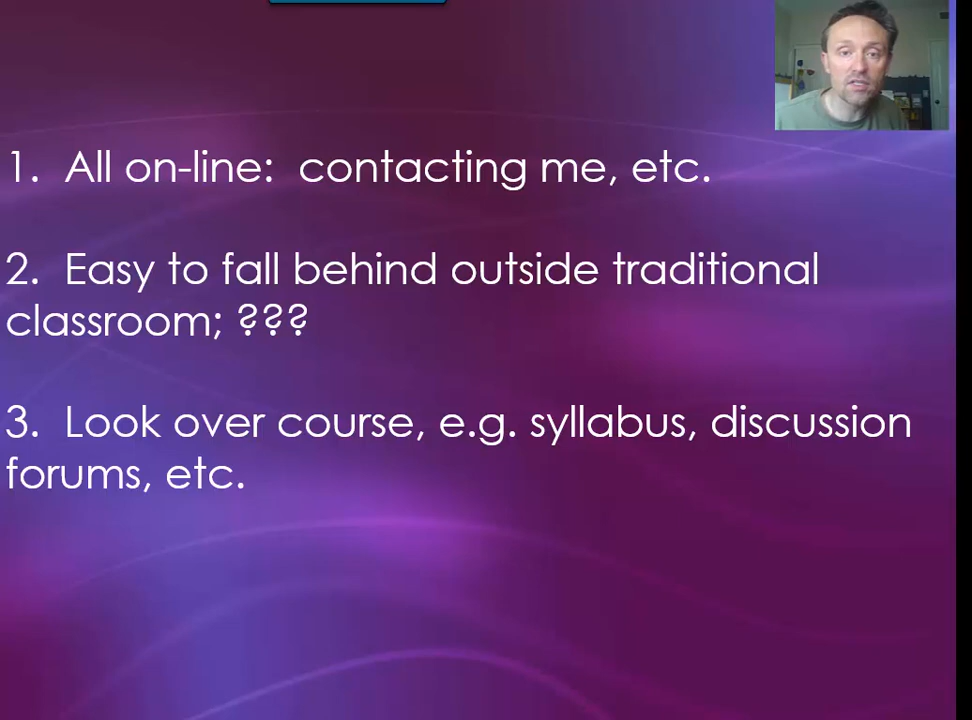 1.  All on-line:  contacting me, etc.
2.  Easy to fall behind outside traditional
classroom; ???
3.  Look over course, e.g. syllabus, discussion
forums, etc.